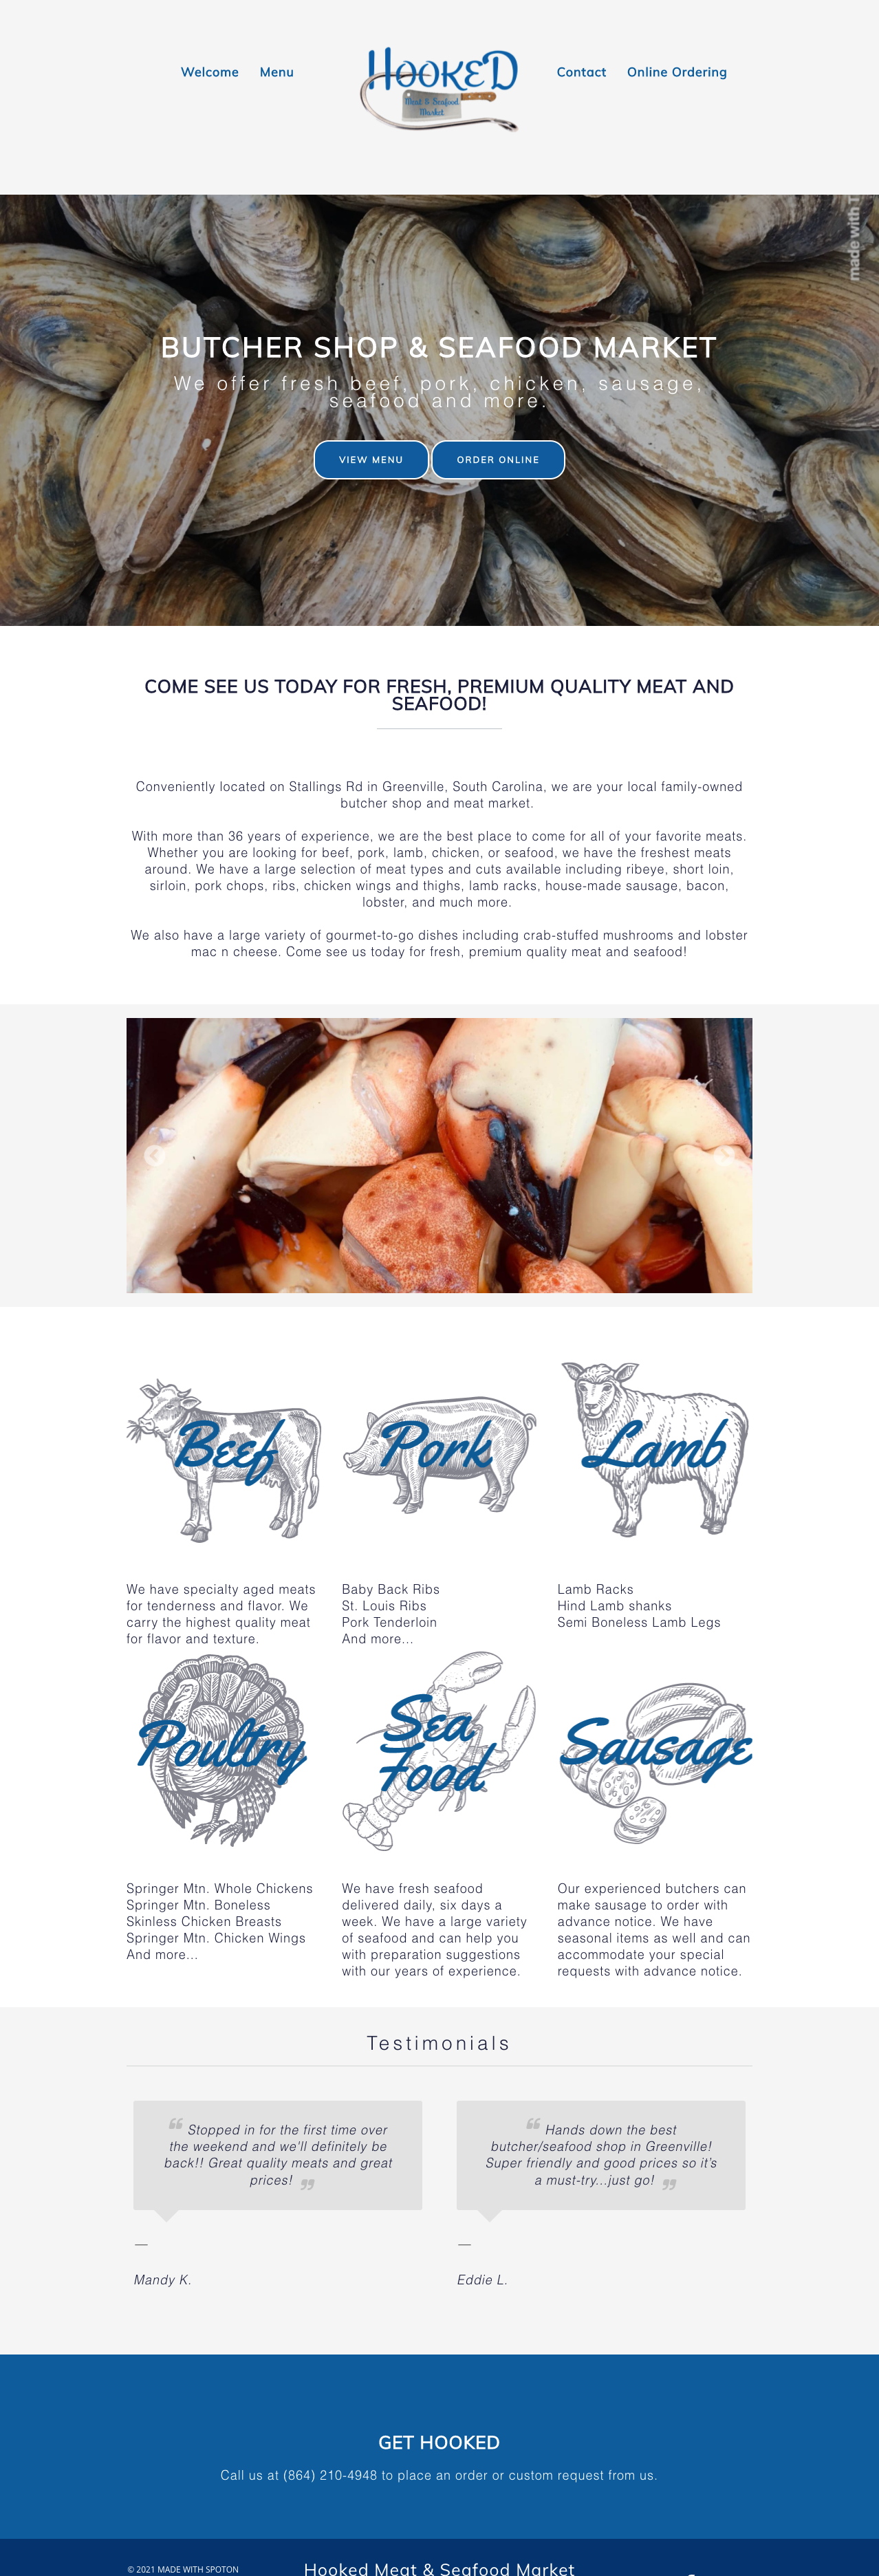 Welcome Menu
HOOKED
Meat & Seafood
Market
Contact Online Ordering
made with T
BUTCHER SHOP & SEAFOOD MARKET
We offer fresh beef, pork, chicken, sausage,
seafood and more.
VIEW MENU
ORDER ONLINE
COME SEE US TODAY FOR FRESH, PREMIUM QUALITY MEAT AND
SEAFOOD!
Conveniently located on Stallings Rd in Greenville, South Carolina, we are your local family-owned
butcher shop and meat market.
With more than 36 years of experience, we are the best place to come for all of your favorite meats.
Whether you are looking for beef, pork, lamb, chicken, or seafood, we have the freshest meats
around. We have a large selection of meat types and cuts available including ribeye, short loin,
sirloin, pork chops, ribs, chicken wings and thighs, lamb racks, house-made sausage, bacon,
lobster, and much more.
We also have a large variety of gourmet-to-go dishes including crab-stuffed mushrooms and lobster
mac n cheese. Come see us today for fresh, premium quality meat and seafood!
Beef
We have specialty aged meats
for tenderness and flavor. We
carry the highest quality meat
for flavor and texture.
Pork
Baby Back Ribs
St. Louis Ribs
Pork Tenderloin
And more...
Lamb
Lamb Racks
Hind Lamb shanks
Semi Boneless Lamb Legs
Poultry
Springer Mtn. Whole Chickens
Springer Mtn. Boneless
Skinless Chicken Breasts
Springer Mtn. Chicken Wings
And more...
Sea
Food
We have fresh seafood
delivered daily, six days a
week. We have a large variety
of seafood and can help you
with preparation suggestions
with our years of experience.
Sausage
Our experienced butchers can
make sausage to order with
advance notice. We have
seasonal items as well and can
accommodate your special
requests with advance notice.
Testimonials
“ Stopped in for the first time over
the weekend and we'll definitely be
back!! Great quality meats and great
prices! ”
—
Mandy K.
“ Hands down the best
butcher/seafood shop in Greenville!
Super friendly and good prices so it’s
a must-try...just go! ”
—
Eddie L.
GET HOOKED
Call us at (864) 210-4948 to place an order or custom request from us.
© 2021 MADE WITH SPOTON
Hooked Meat & Seafood Market